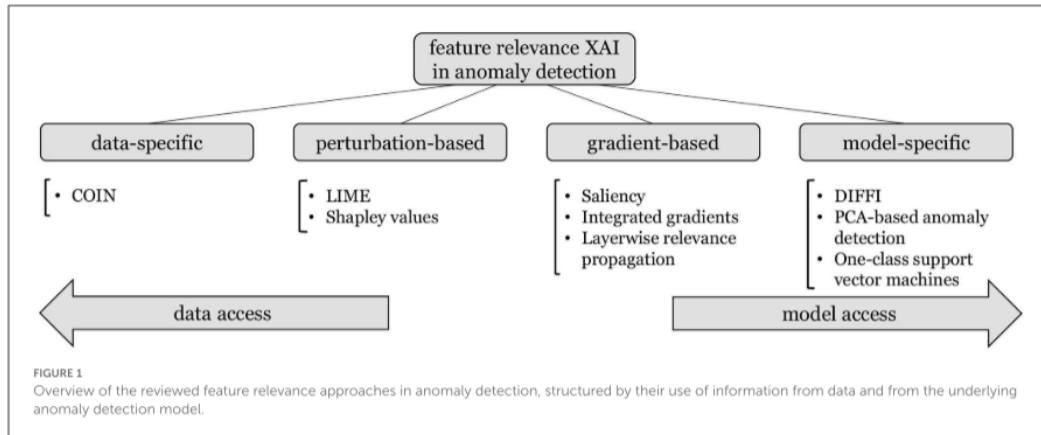 feature relevance XAI
in anomaly detection
data-specific
perturbation-based
gradient-based
model-specific
• COIN
• LIME
• Shapley values
• Saliency
• Integrated gradients
• Layerwise relevance
propagation
• DIFFI
• PCA-based anomaly
detection
• One-class support
vector machines
data access
model access
FIGURE 1
Overview of the reviewed feature relevance approaches in anomaly detection, structured by their use of information from data and from the underlying
anomaly detection model.